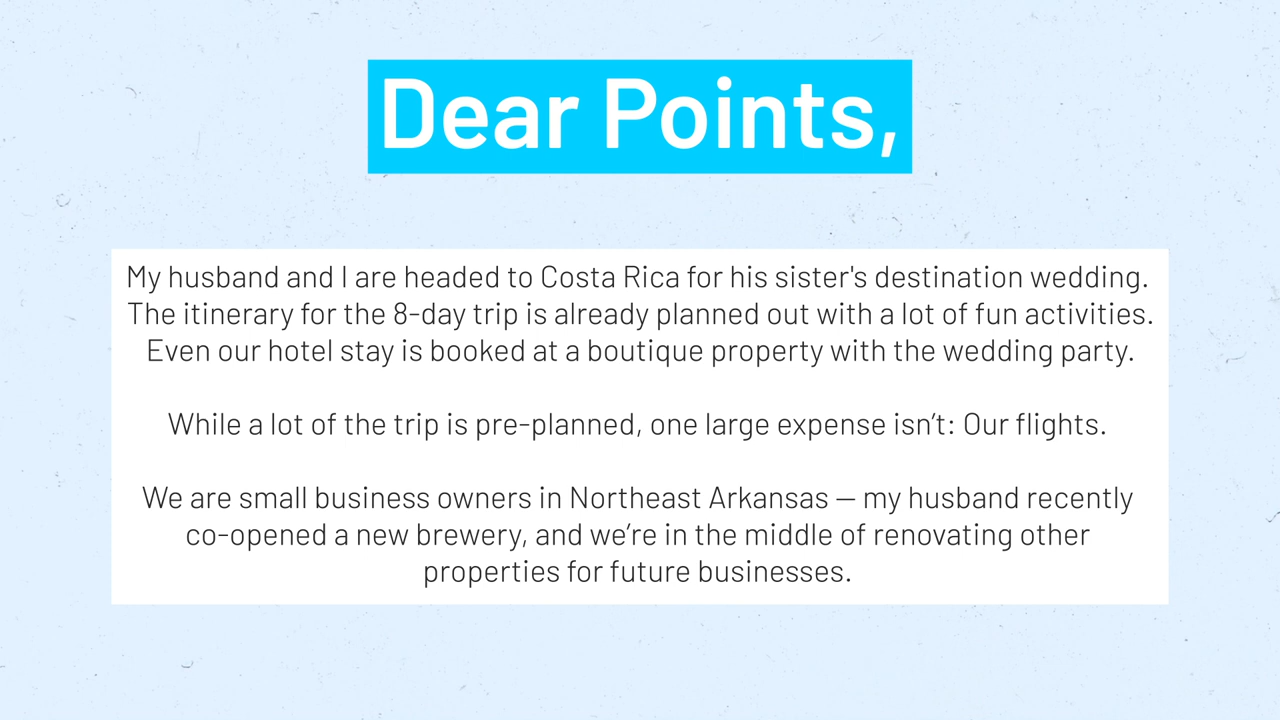 Dear Points,
My husband and I are headed to Costa Rica for his sister's destination wedding.
The itinerary for the 8-day trip is already planned out with a lot of fun activities.
Even our hotel stay is booked at a boutique property with the wedding party.
While a lot of the trip is pre-planned, one large expense isn’t: Our flights.
We are small business owners in Northeast Arkansas — my husband recently
co-opened a new brewery, and we’re in the middle of renovating other
properties for future businesses.